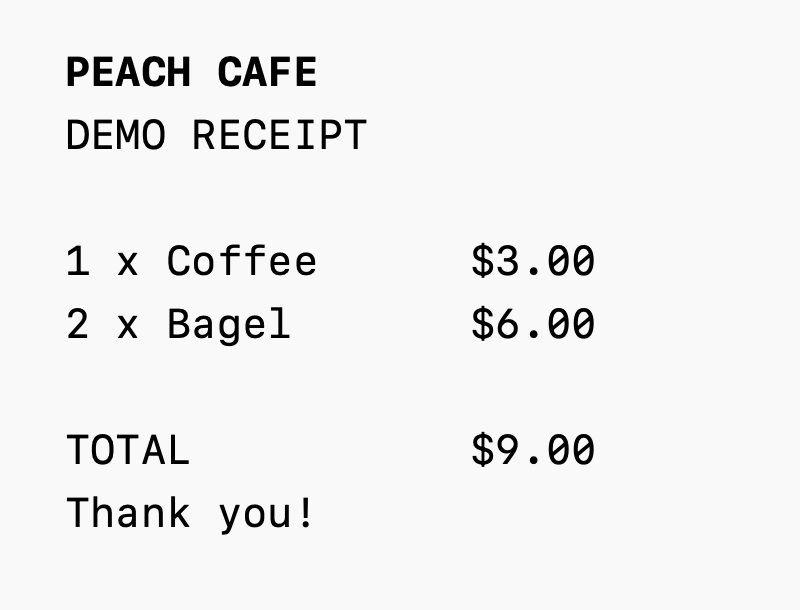 PEACH CAFE
DEMO RECEIPT
1 x Coffee $3.00
2 x Bagel $6.00
TOTAL $9.00
Thank you!